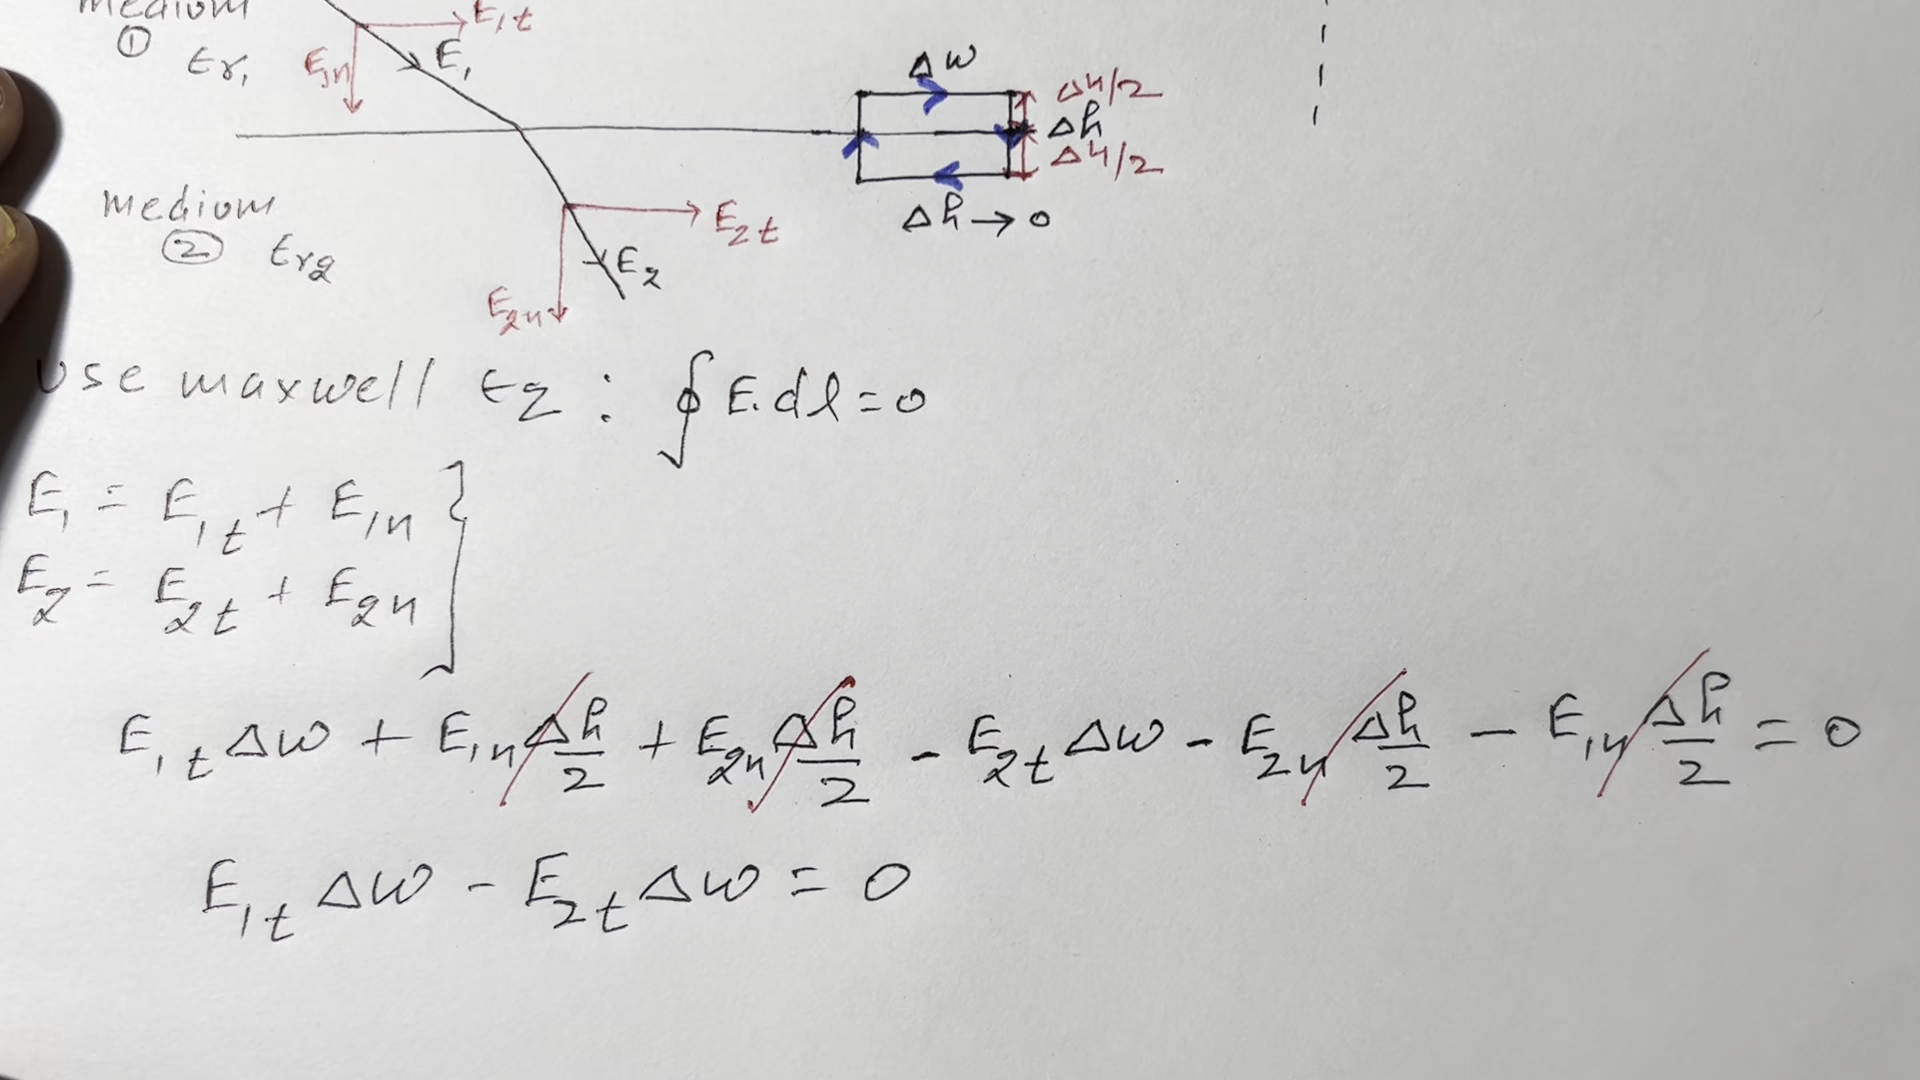 medium
① εr₁
E₁t
E₁n
E₁
Δw
Δh/2
Δh
Δh/2
Δh → 0
medium
② εr₂
E₂t
E₂n
E₂
Use maxwell Eq : ∮ E.dl = 0
E₁ = E₁t + E₁n
E₂ = E₂t + E₂n
E₁t Δw + E₁n Δh/2 + E₂n Δh/2 - E₂t Δw - E₂n Δh/2 - E₁n Δh/2 = 0
E₁t Δw - E₂t Δw = 0